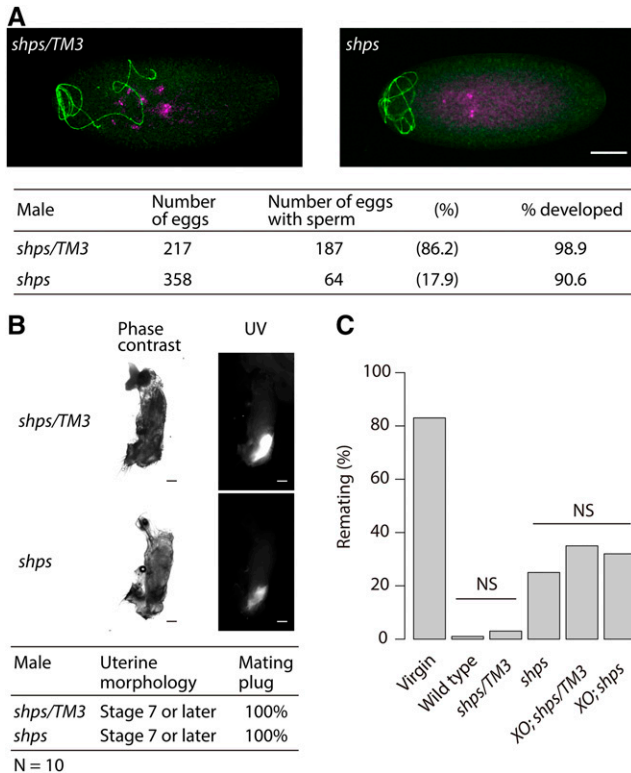 A
shps/TM3
shps
Male Number of eggs Number of eggs with sperm (%) % developed
shps/TM3 217 187 (86.2) 98.9
shps 358 64 (17.9) 90.6
B
Phase contrast
UV
shps/TM3
shps
Male Uterine morphology Mating plug
shps/TM3 Stage 7 or later 100%
shps Stage 7 or later 100%
N = 10
C
Remating (%)
100
80
60
40
20
0
NS
NS
Virgin
Wild type
shps/TM3
shps
XO; shps/TM3
XO; shps